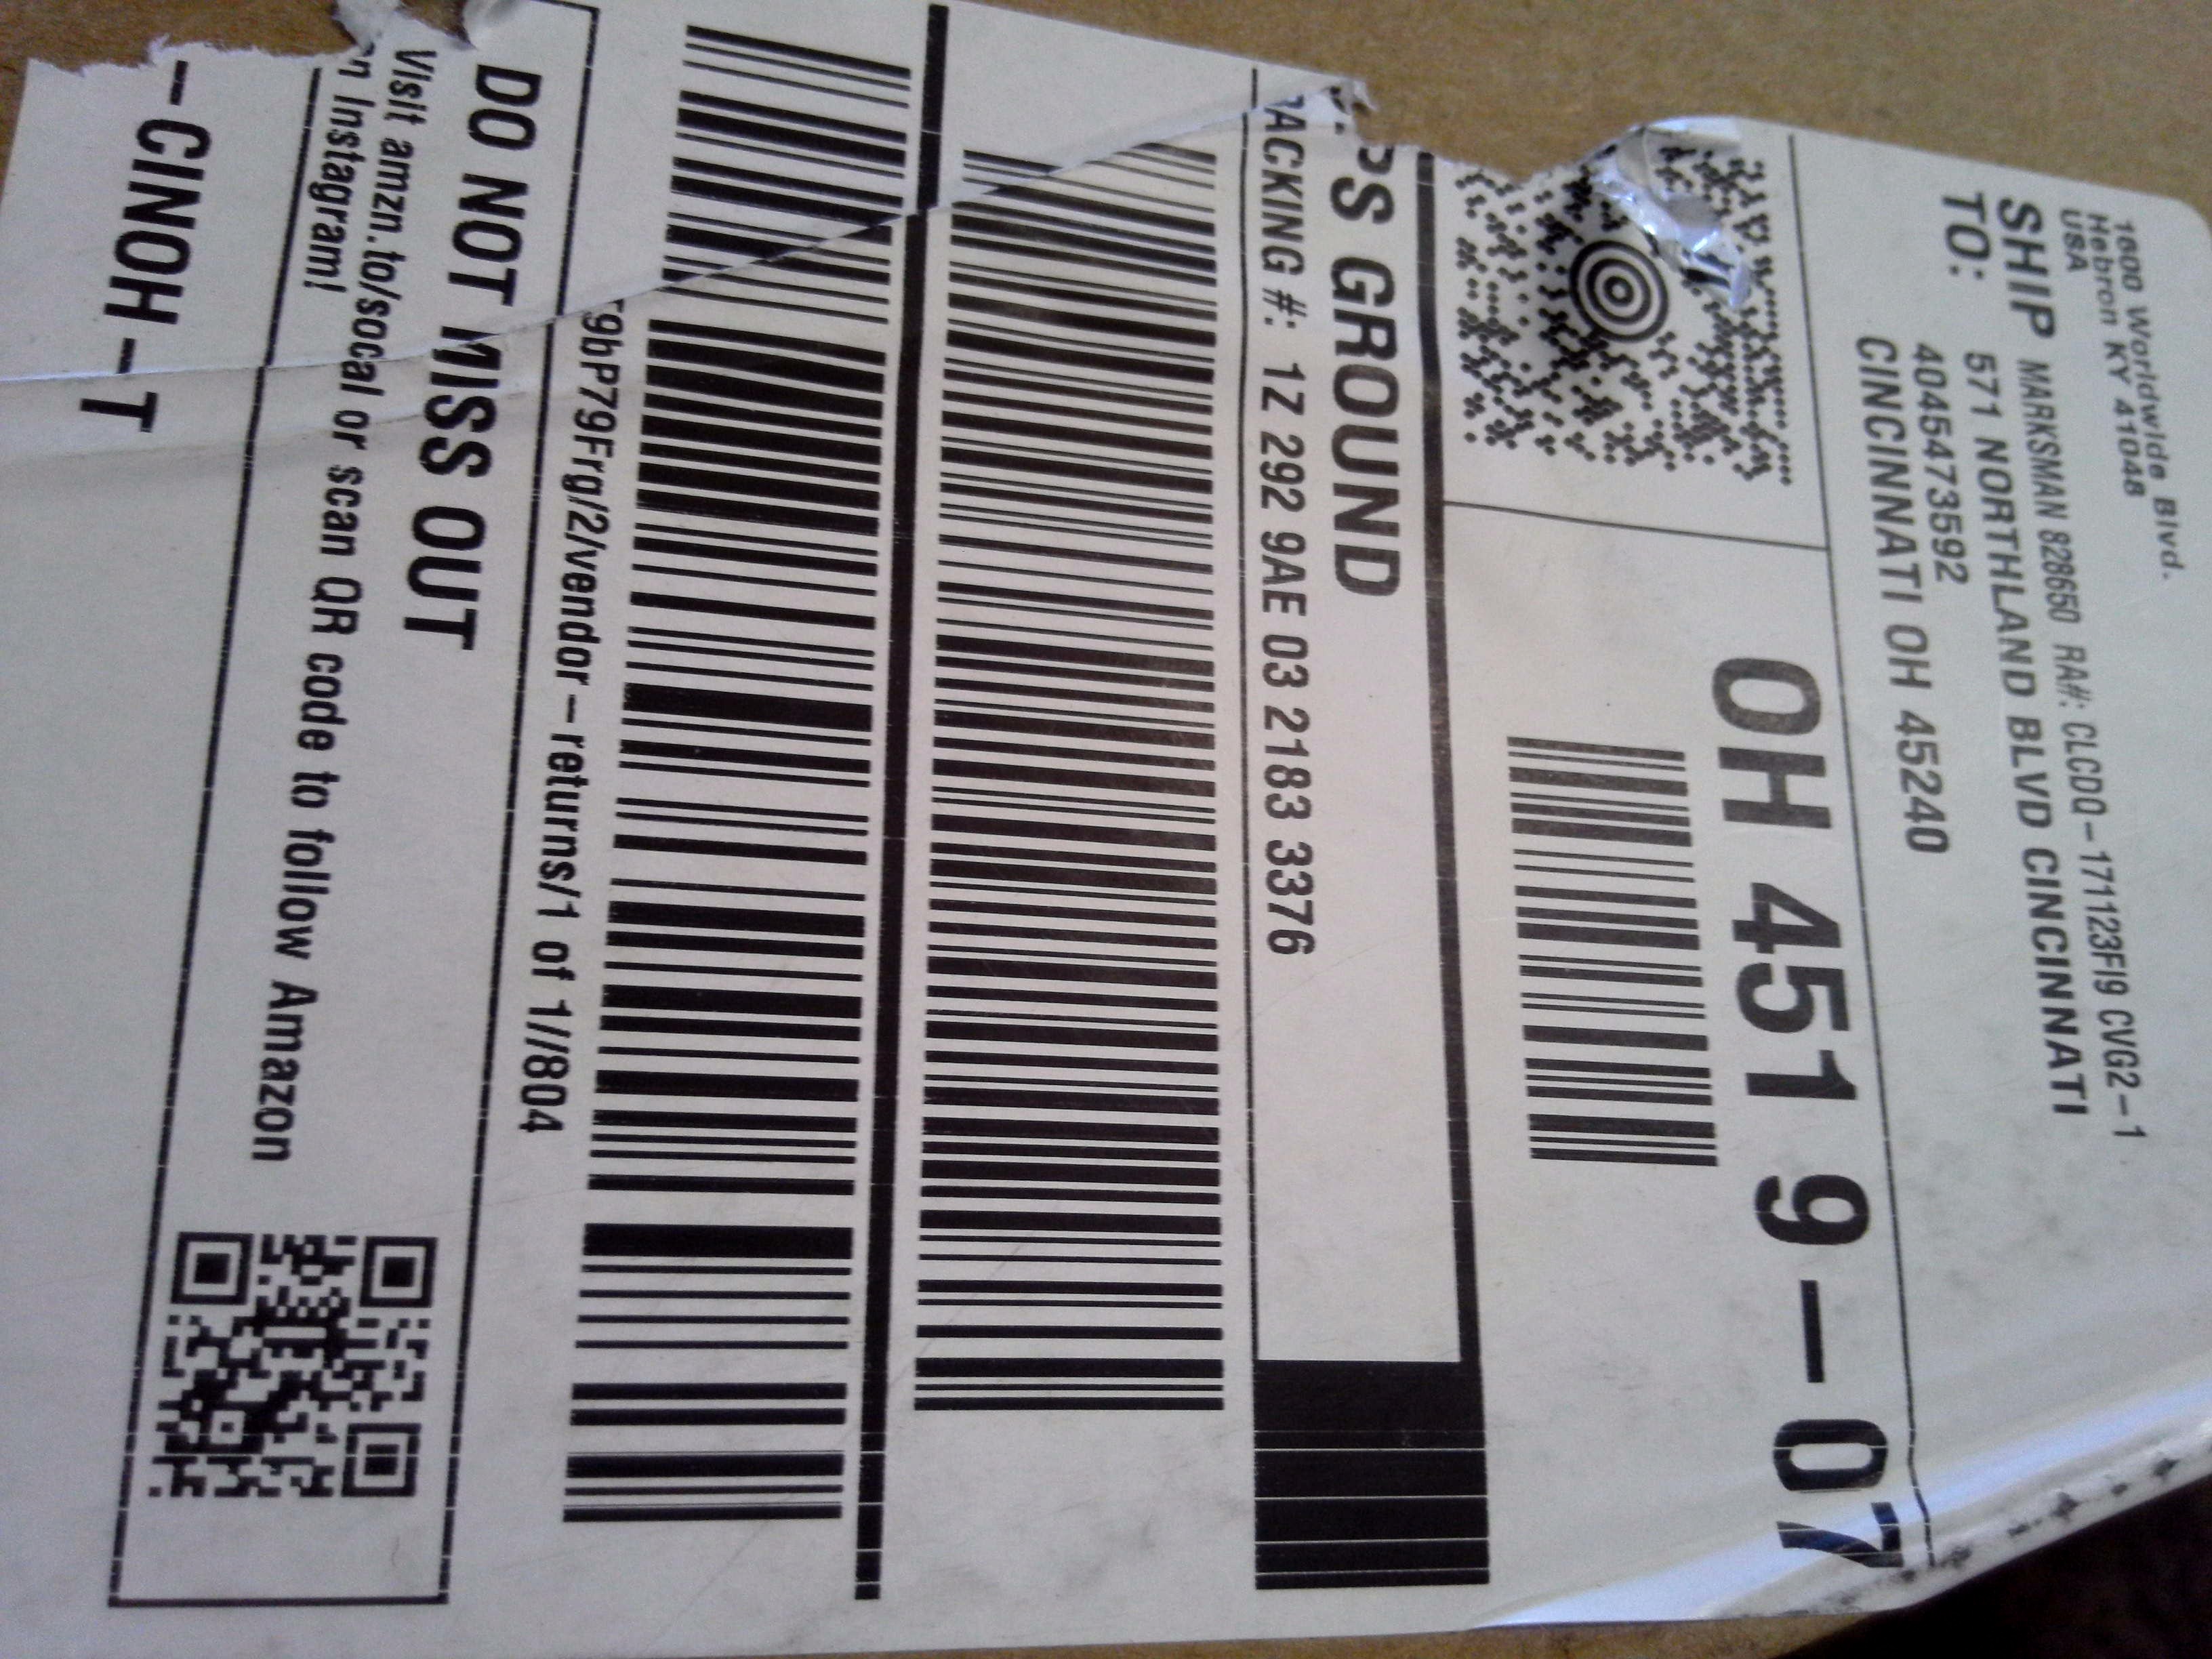 1600 Worldwide Blvd.
Hebron KY 41048
USA
SHIP MARKSMAN 828650 RA#: CLCDQ-171123FI9 CVG2-1
TO: 571 NORTHLAND BLVD CINCINNATI
4045473592
CINCINNATI OH 45240
OH 451 9-07
PS GROUND
ACKING #: 1Z 292 9AE 03 2183 3376
9bP79Frg/2/vendor-returns/1 of 1//804
DO NOT MISS OUT
Visit amzn.to/socal or scan QR code to follow Amazon
n Instagram!
-CINOH-T